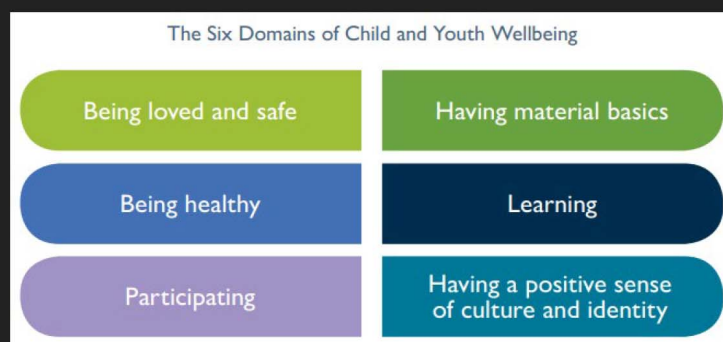 The Six Domains of Child and Youth Wellbeing
Being loved and safe
Having material basics
Being healthy
Learning
Participating
Having a positive sense
of culture and identity